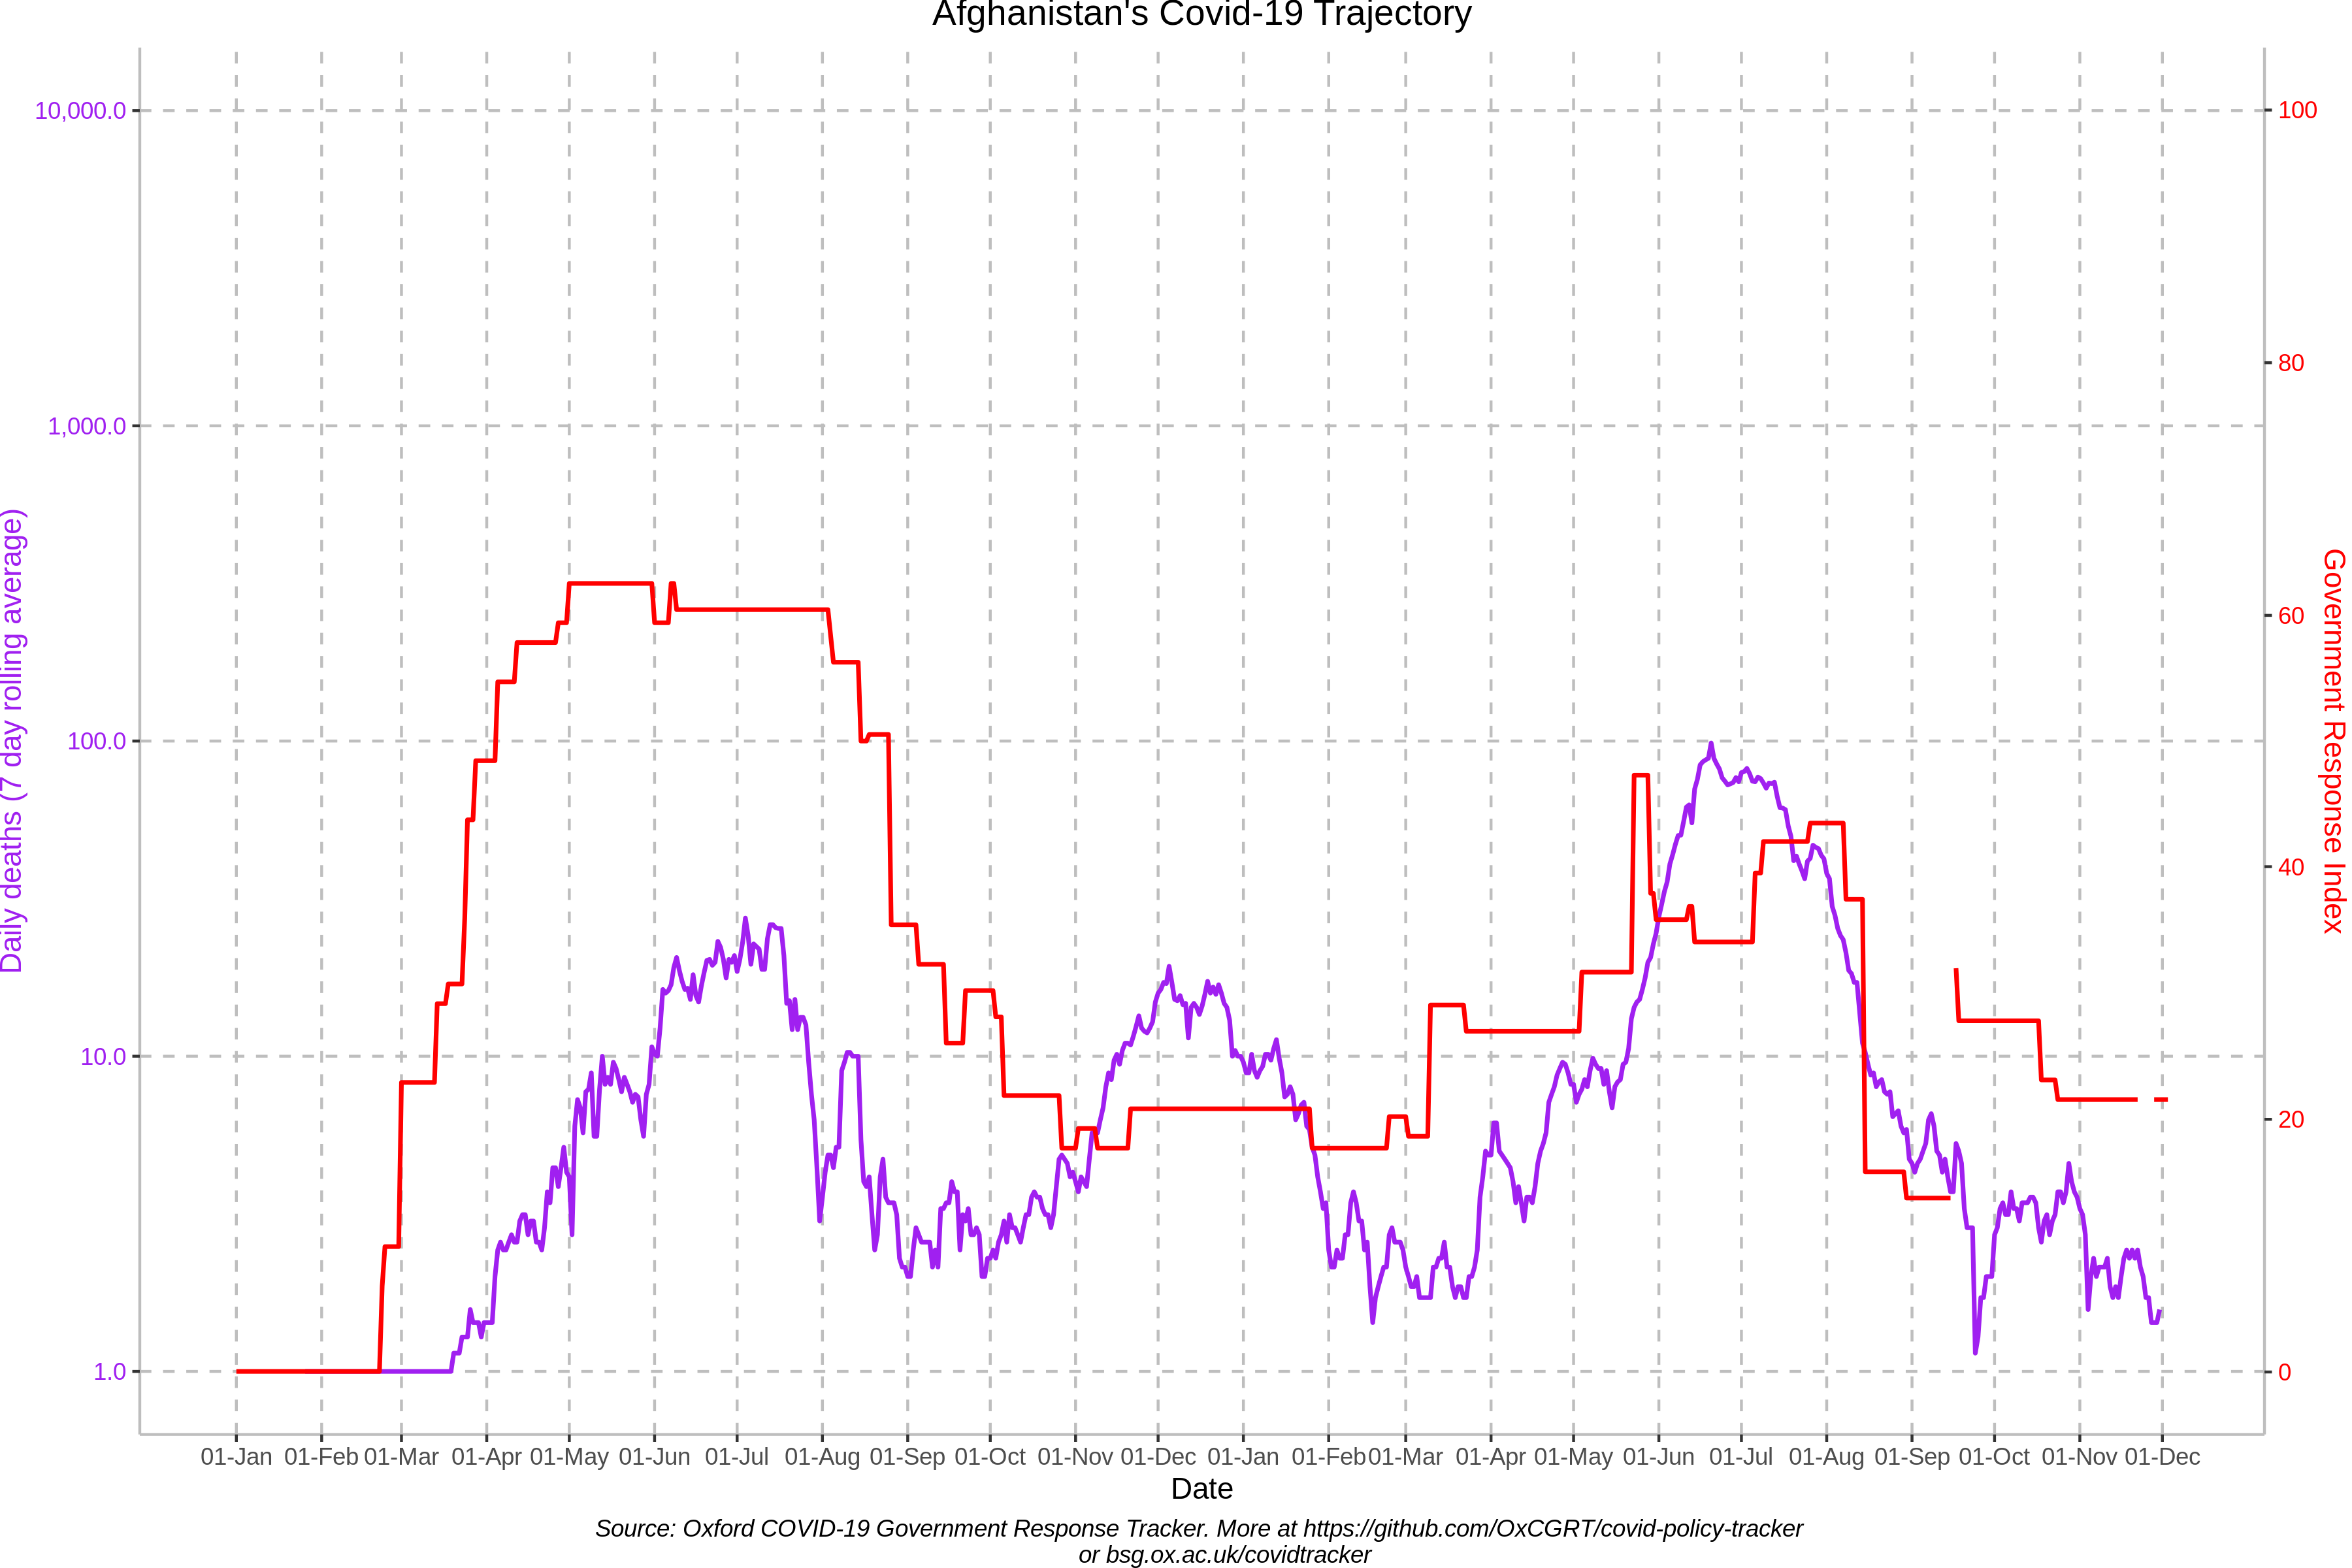 Afghanistan's Covid-19 Trajectory
10,000.0
1,000.0
100.0
10.0
1.0
Daily deaths (7 day rolling average)
100
80
60
40
20
0
Government Response Index
01-Jan 01-Feb 01-Mar 01-Apr 01-May 01-Jun 01-Jul 01-Aug 01-Sep 01-Oct 01-Nov 01-Dec 01-Jan 01-Feb 01-Mar 01-Apr 01-May 01-Jun 01-Jul 01-Aug 01-Sep 01-Oct 01-Nov 01-Dec
Date
Source: Oxford COVID-19 Government Response Tracker. More at https://github.com/OxCGRT/covid-policy-tracker
or bsg.ox.ac.uk/covidtracker